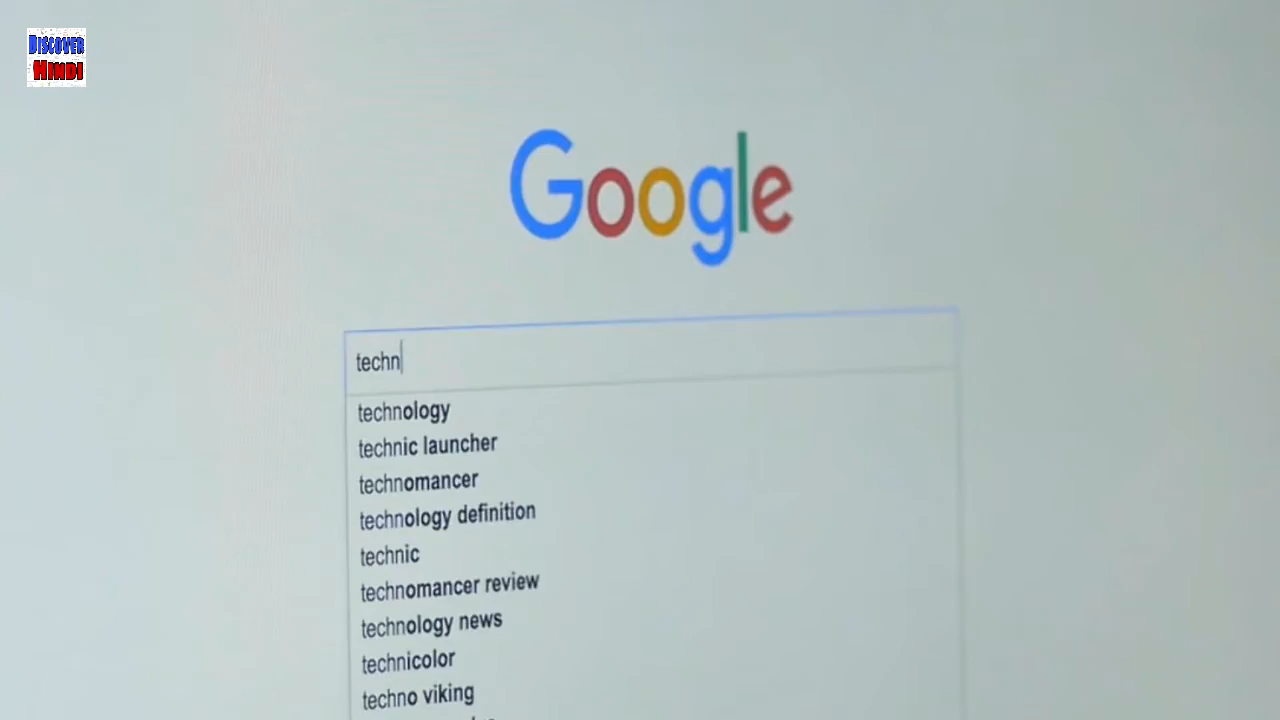 DISCOVER
HINDI
Google
techn
technology
technic launcher
technomancer
technology definition
technic
technomancer review
technology news
technicolor
techno viking